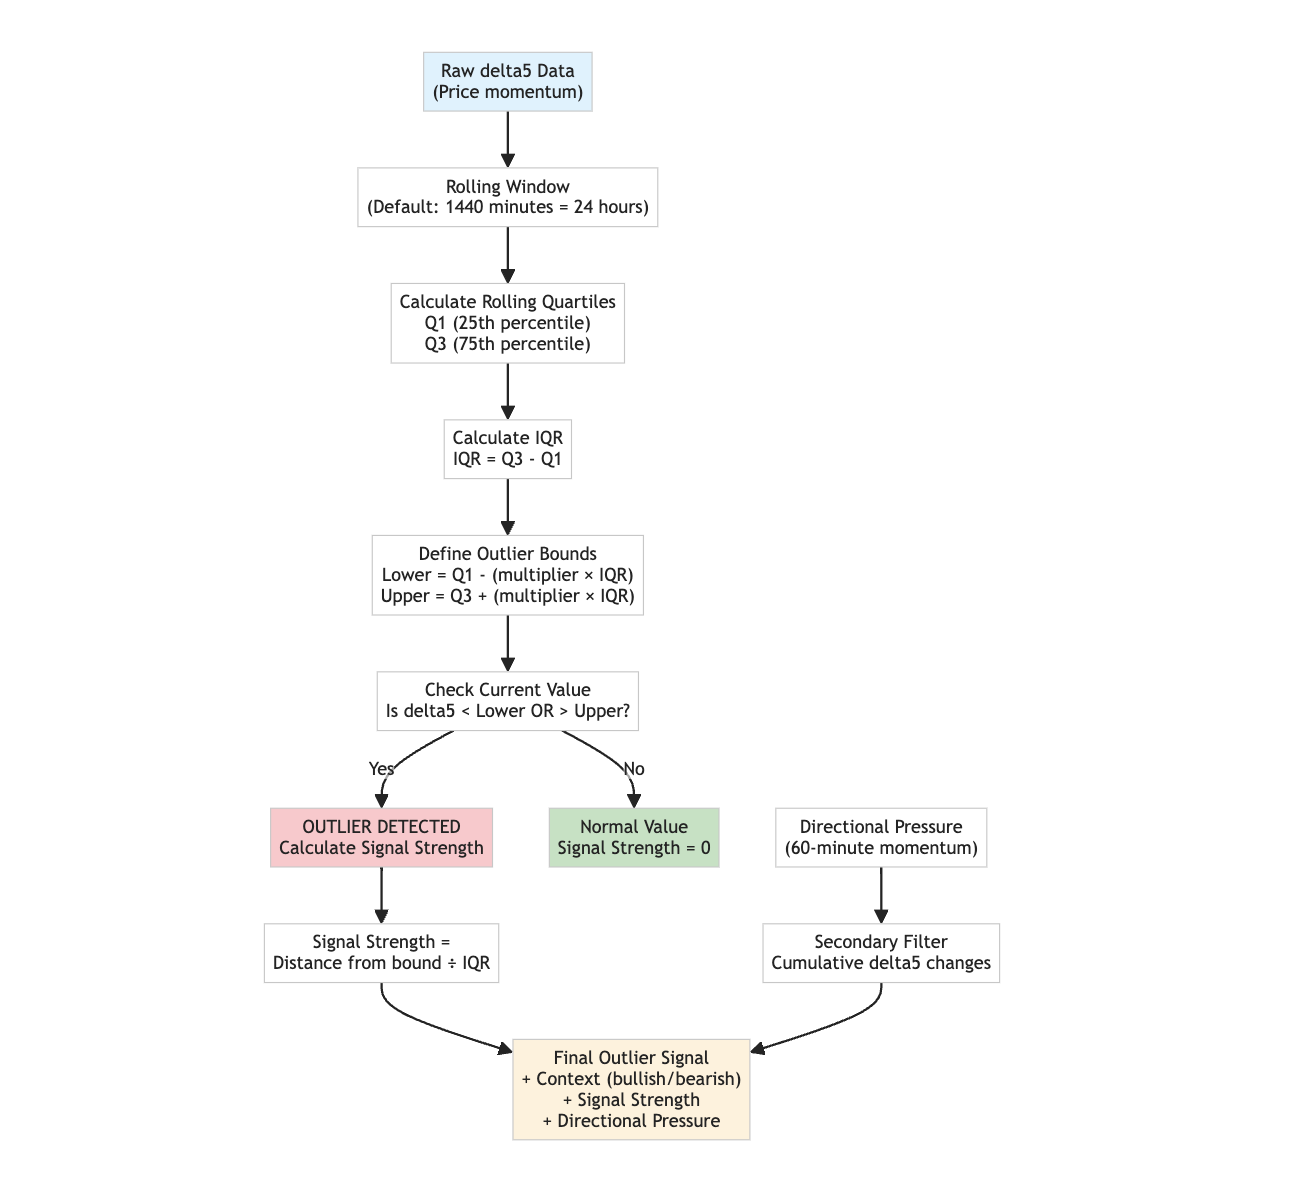 Raw delta5 Data
(Price momentum)
Rolling Window
(Default: 1440 minutes = 24 hours)
Calculate Rolling Quartiles
Q1 (25th percentile)
Q3 (75th percentile)
Calculate IQR
IQR = Q3 - Q1
Define Outlier Bounds
Lower = Q1 - (multiplier × IQR)
Upper = Q3 + (multiplier × IQR)
Check Current Value
Is delta5 < Lower OR > Upper?
Yes
No
OUTLIER DETECTED
Calculate Signal Strength
Normal Value
Signal Strength = 0
Directional Pressure
(60-minute momentum)
Signal Strength =
Distance from bound ÷ IQR
Secondary Filter
Cumulative delta5 changes
Final Outlier Signal
+ Context (bullish/bearish)
+ Signal Strength
+ Directional Pressure